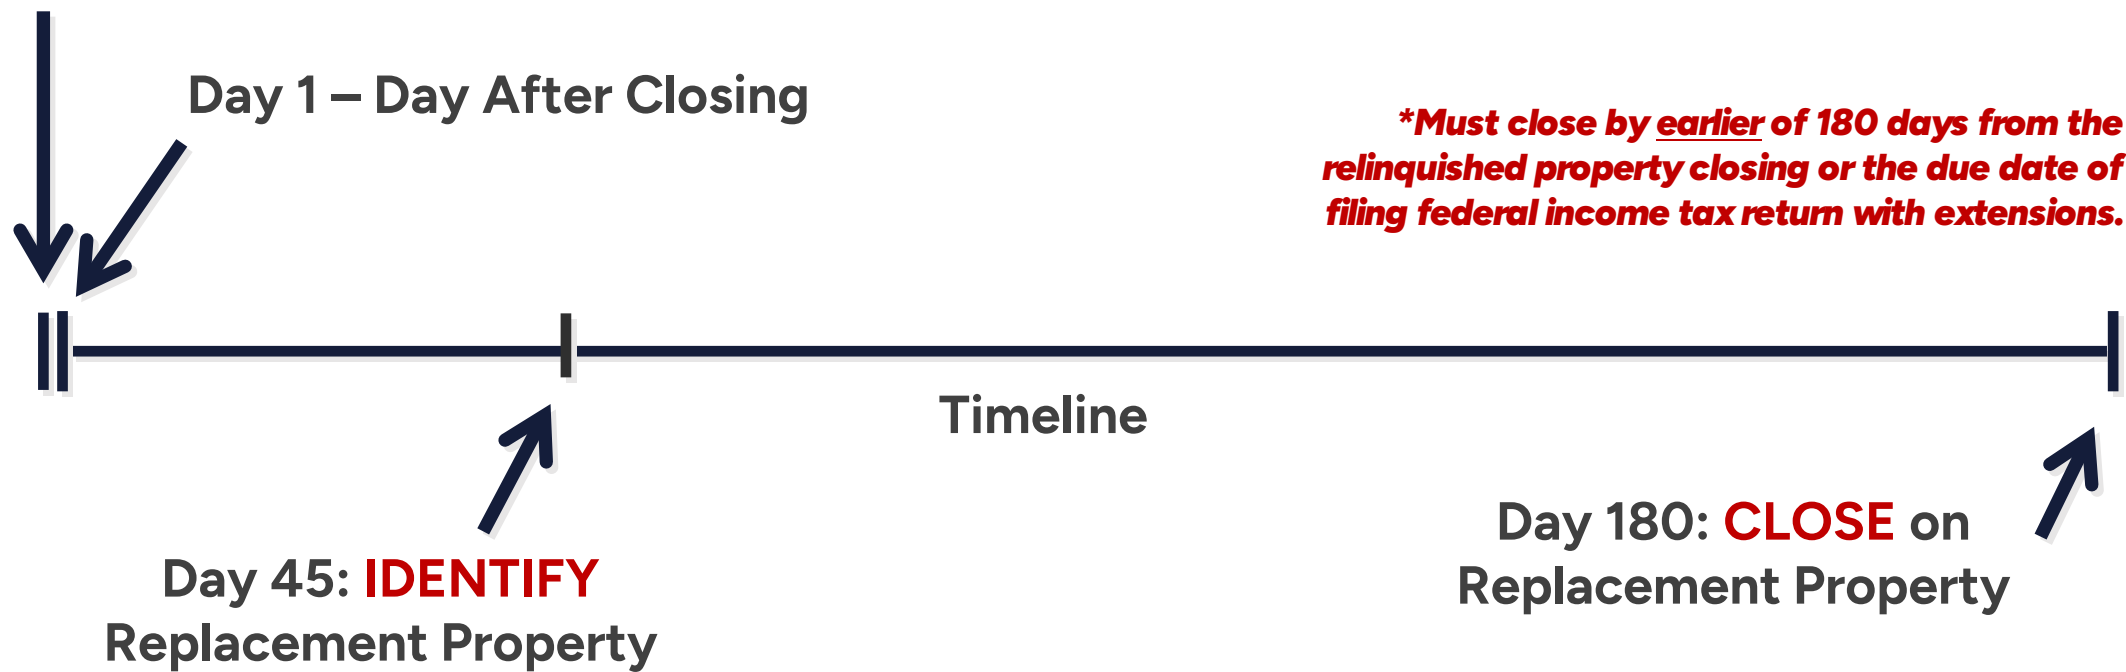 Day 1 – Day After Closing
*Must close by earlier of 180 days from the
relinquished property closing or the due date of
filing federal income tax return with extensions.
Timeline
Day 45: IDENTIFY
Replacement Property
Day 180: CLOSE on
Replacement Property